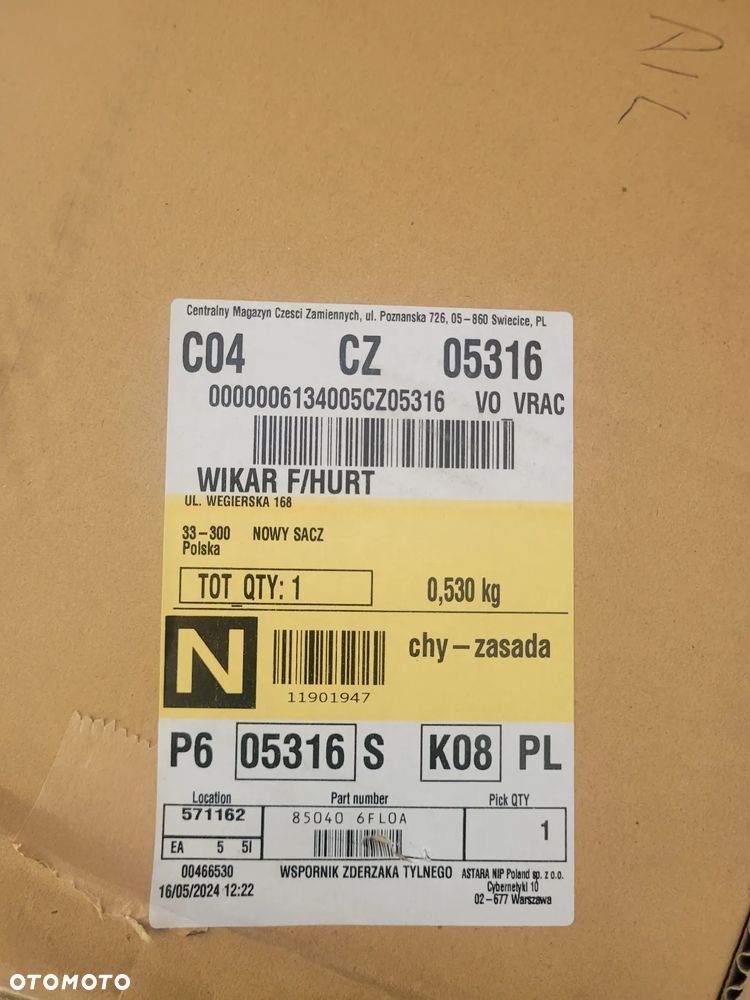 Centralny Magazyn Czesci Zamiennych, ul. Poznanska 726, 05-860 Swiecice, PL
C04 CZ 05316
0000006134005CZ05316 VO_VRAC
WIKAR F/HURT
UL. WEGIERSKA 168
33-300 NOWY SACZ
Polska
TOT_QTY: 1 0,530 kg
N chy-zasada
11901947
P6 05316 S K08 PL
Location Part number Pick QTY
571162 85040 6FL0A 1
EA 5 5I
00466530 WSPORNIK ZDERZAKA TYLNEGO ASTARA NIP Poland sp. z o.o.
16/05/2024 12:22 Cybernetyki 10
02-677 Warszawa
OTOMOTO